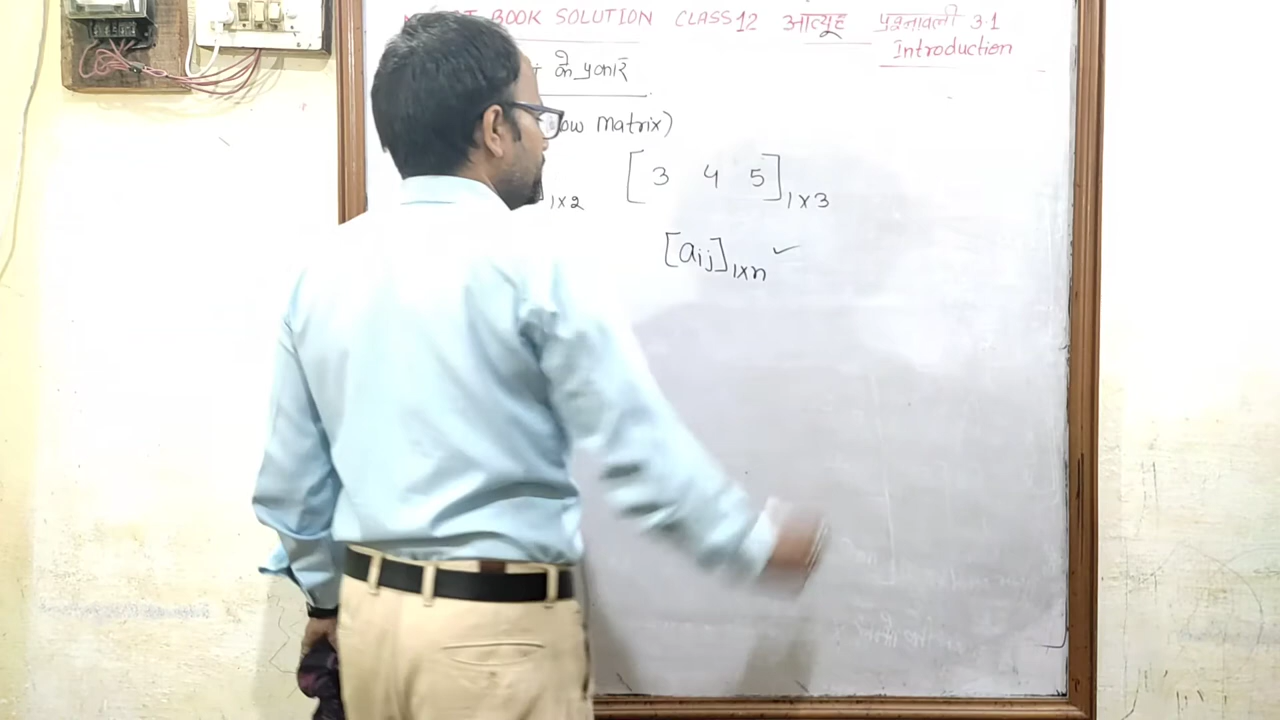 BOOK SOLUTION CLASS 12 आव्यूह प्रश्नावली 3.1
Introduction
के प्रकार
Matrix)
]1x2 [3 4 5]1x3
[aij]1xn ✓